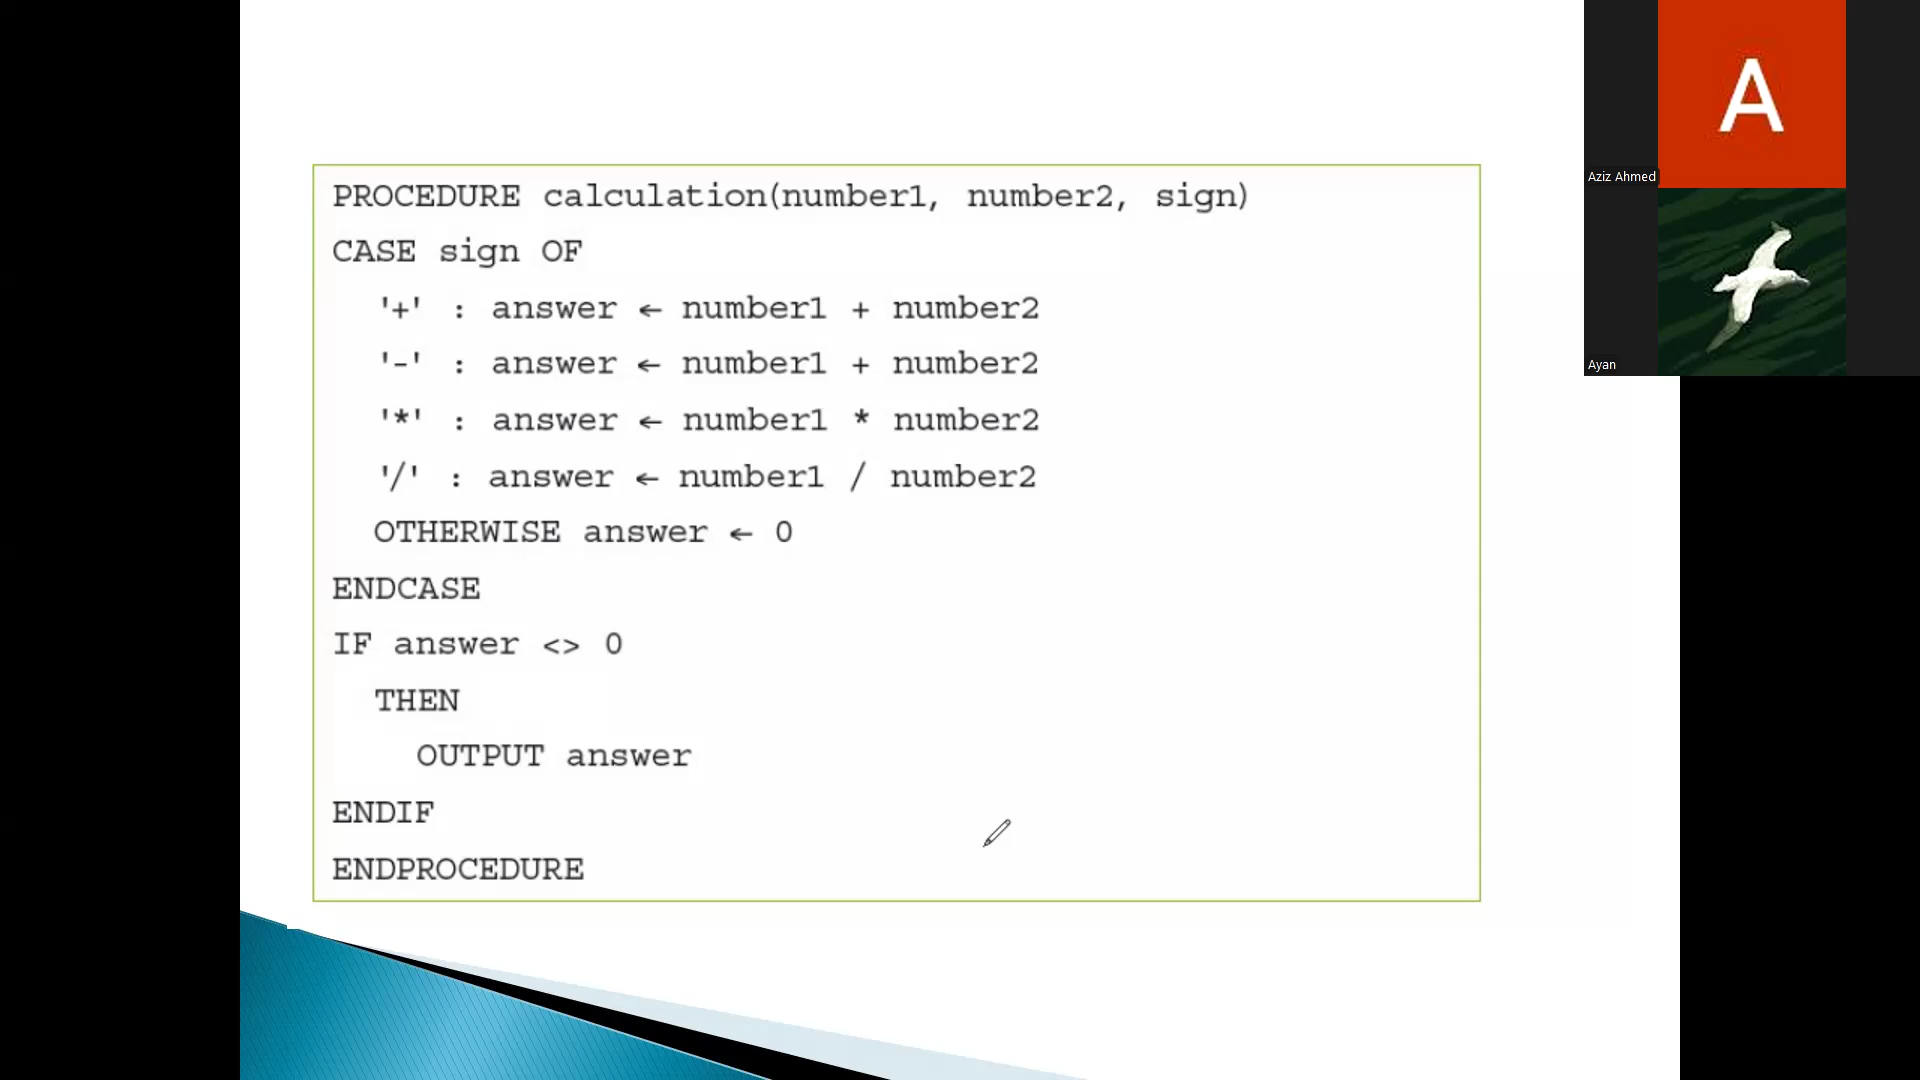 PROCEDURE calculation(number1, number2, sign)
CASE sign OF
'+' : answer ← number1 + number2
'-' : answer ← number1 + number2
'*' : answer ← number1 * number2
'/' : answer ← number1 / number2
OTHERWISE answer ← 0
ENDCASE
IF answer <> 0
THEN
OUTPUT answer
ENDIF
ENDPROCEDURE
A
Aziz Ahmed
Ayan